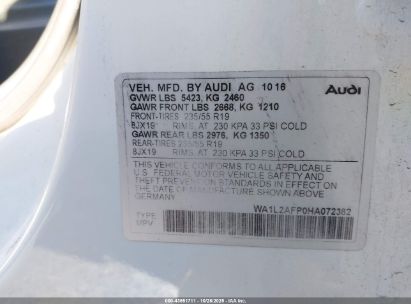 VEH. MFD. BY AUDI AG 10 16
Audi
GVWR LBS 5423, KG 2460
GAWR FRONT LBS 2668, KG 1210
FRONT-TIRES 235/55 R19
8JX19 RIMS, AT 230 KPA 33 PSI COLD
GAWR REAR LBS 2976, KG 1350
REAR-TIRES 235/55 R19
8JX19 RIMS, AT 230 KPA 33 PSI COLD
THIS VEHICLE CONFORMS TO ALL APPLICABLE
U.S. FEDERAL MOTOR VEHICLE SAFETY AND
THEFT PREVENTION STANDARDS IN EFFECT
ON THE DATE OF MANUFACTURE SHOWN ABOVE
GERMANY
WA1L2AFP0HA072382
TYPE
MPV